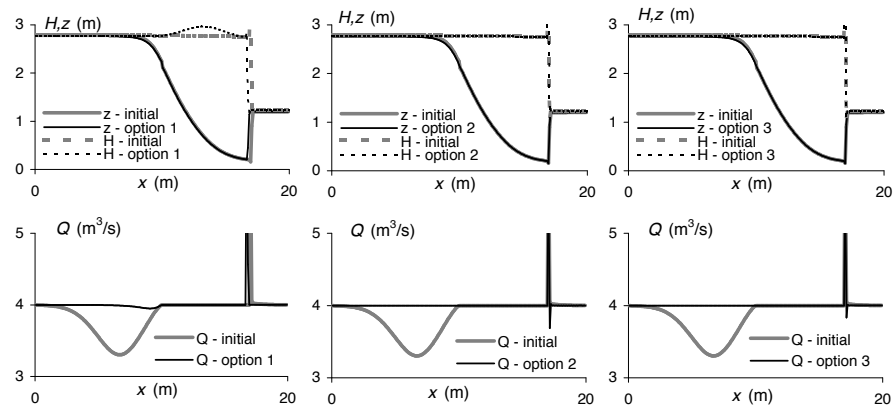 H,z (m)
3
2
1
0
z - initial
z - option 1
H - initial
H - option 1
0
x (m)
20
H,z (m)
3
2
1
0
z - initial
z - option 2
H - initial
H - option 2
0
x (m)
20
H,z (m)
3
2
1
0
z - initial
z - option 3
H - initial
H - option 3
0
x (m)
20
Q (m³/s)
5
4
3
Q - initial
Q - option 1
0
x (m)
20
Q (m³/s)
5
4
3
Q - initial
Q - option 2
0
x (m)
20
Q (m³/s)
5
4
3
Q - initial
Q - option 3
0
x (m)
20